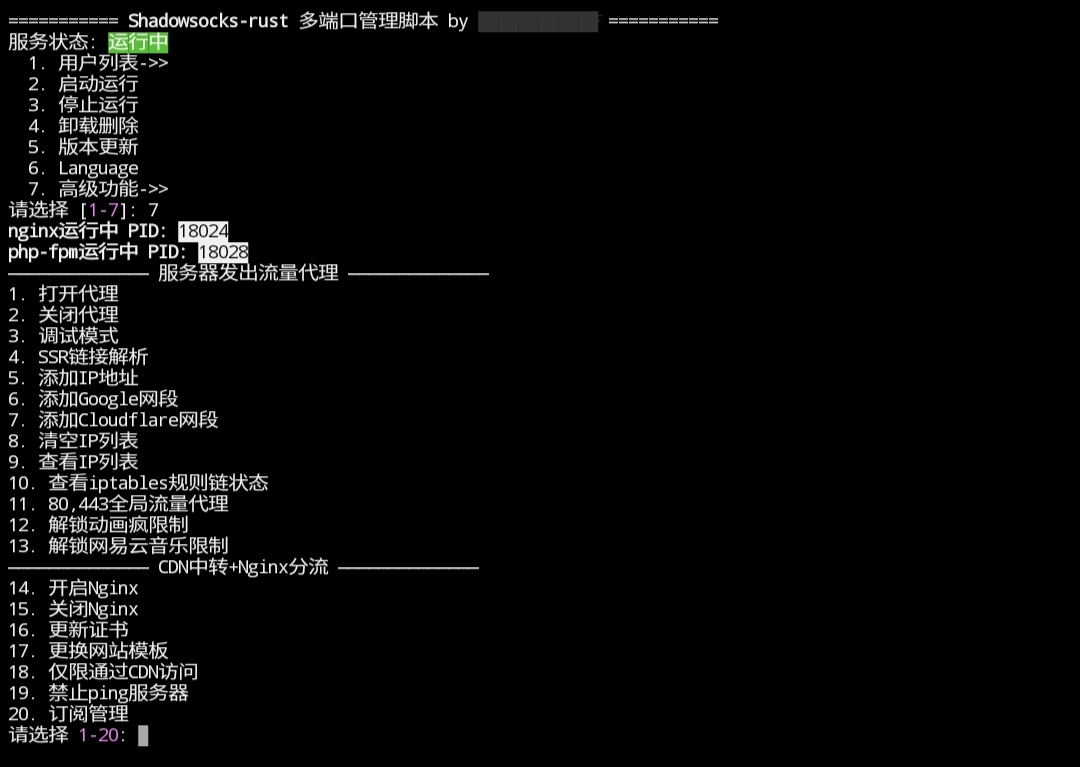 =========== Shadowsocks-rust 多端口管理脚本 by ===========
服务状态: 运行中
1. 用户列表->>
2. 启动运行
3. 停止运行
4. 卸载删除
5. 版本更新
6. Language
7. 高级功能->>
请选择 [1-7]: 7
nginx运行中 PID: 18024
php-fpm运行中 PID: 18028
—————————————— 服务器发出流量代理 ——————————————
1. 打开代理
2. 关闭代理
3. 调试模式
4. SSR链接解析
5. 添加IP地址
6. 添加Google网段
7. 添加Cloudflare网段
8. 清空IP列表
9. 查看IP列表
10. 查看iptables规则链状态
11. 80,443全局流量代理
12. 解锁动画疯限制
13. 解锁网易云音乐限制
—————————————— CDN中转+Nginx分流 ——————————————
14. 开启Nginx
15. 关闭Nginx
16. 更新证书
17. 更换网站模板
18. 仅限通过CDN访问
19. 禁止ping服务器
20. 订阅管理
请选择 1-20: